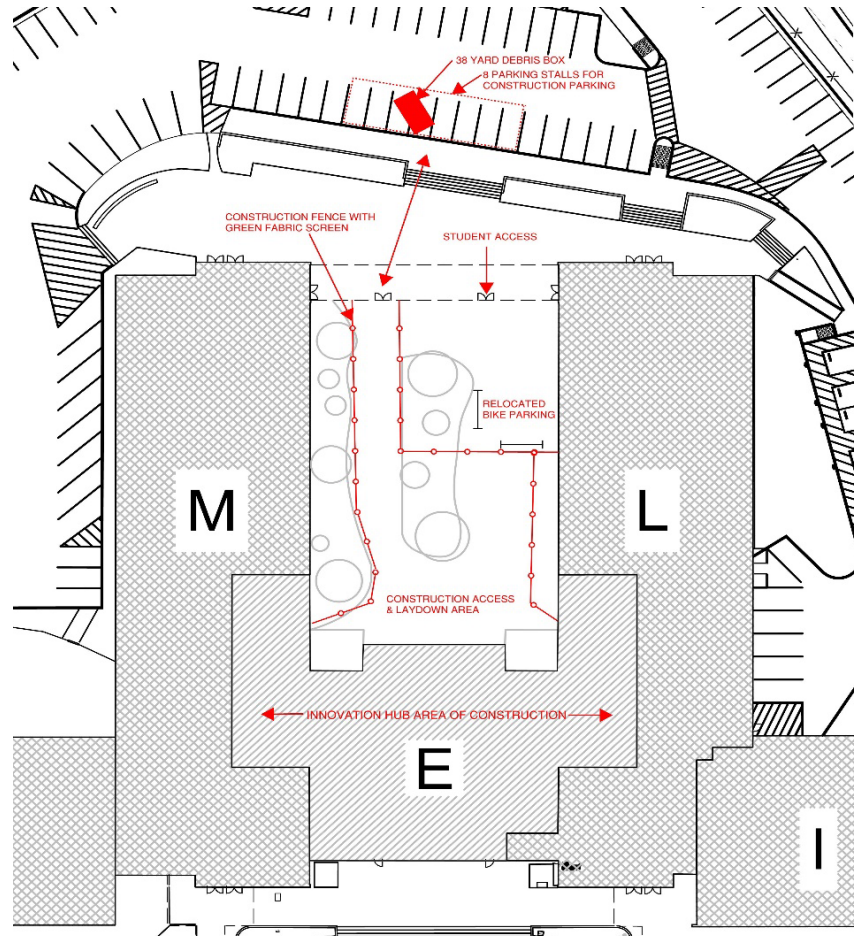 38 YARD DEBRIS BOX
8 PARKING STALLS FOR
CONSTRUCTION PARKING
CONSTRUCTION FENCE WITH
GREEN FABRIC SCREEN
STUDENT ACCESS
RELOCATED
BIKE PARKING
M
L
CONSTRUCTION ACCESS
& LAYDOWN AREA
INNOVATION HUB AREA OF CONSTRUCTION
E
I